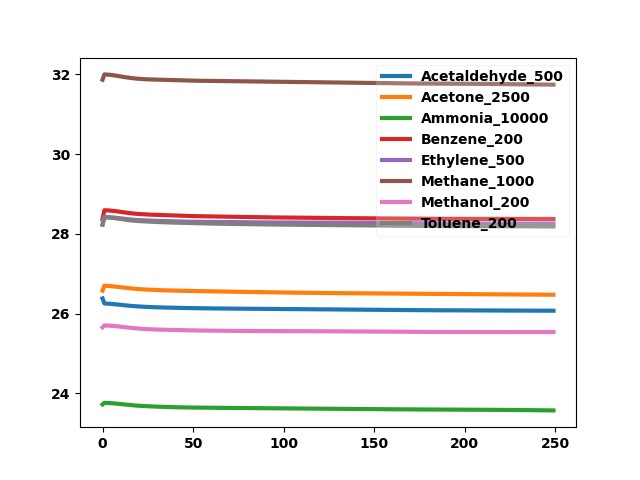 32
30
28
26
24
0 50 100 150 200 250
Acetaldehyde_500
Acetone_2500
Ammonia_10000
Benzene_200
Ethylene_500
Methane_1000
Methanol_200
Toluene_200